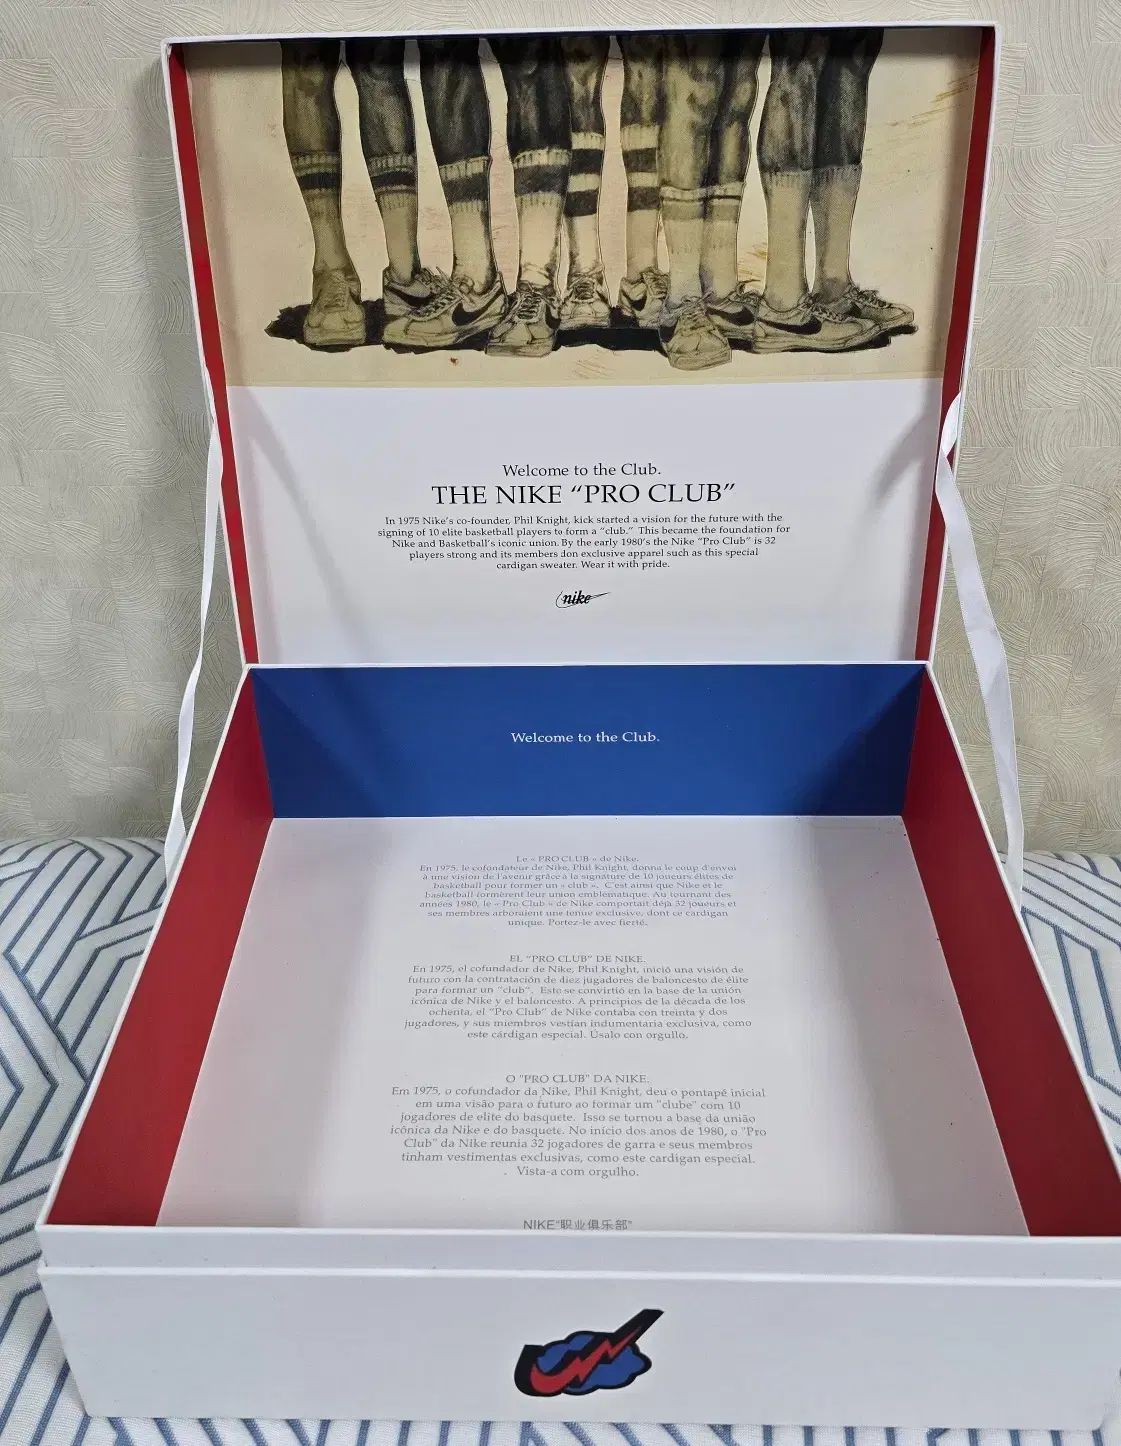 Welcome to the Club.
THE NIKE “PRO CLUB”
In 1975 Nike’s co-founder, Phil Knight, kick started a vision for the future with the
signing of 10 elite basketball players to form a “club.” This became the foundation for
Nike and Basketball’s iconic union. By the early 1980’s the Nike “Pro Club” is 32
players strong and its members don exclusive apparel such as this special
cardigan sweater. Wear it with pride.
nike
Welcome to the Club.
Le « PRO CLUB » de Nike.
En 1975, le cofondateur de Nike, Phil Knight, donna le coup d’envoi
à une vision de l’avenir grâce à la signature de 10 joueurs élites de
basketball pour former un « club ». C’est ainsi que Nike et le
basketball formèrent leur union emblématique. Au tournant des
années 1980, le « Pro Club » de Nike comportait déjà 32 joueurs et
ses membres arboraient une tenue exclusive, dont ce cardigan
unique. Portez-le avec fierté.
EL “PRO CLUB” DE NIKE.
En 1975, el cofundador de Nike, Phil Knight, inició una visión de
futuro con la contratación de diez jugadores de baloncesto de élite
para formar un “club”. Este se convirtió en la base de la unión
icónica de Nike y el baloncesto. A principios de la década de los
ochenta, el “Pro Club” de Nike contaba con treinta y dos
jugadores, y sus miembros vestían indumentaria exclusiva, como
este cárdigan especial. Úsalo con orgullo.
O "PRO CLUB" DA NIKE.
Em 1975, o cofundador da Nike, Phil Knight, deu o pontapé inicial
em uma visão para o futuro ao formar um "clube" com 10
jogadores de elite do basquete. Isso se tornou a base da união
icônica da Nike e do basquete. No início dos anos de 1980, o "Pro
Club" da Nike reunia 32 jogadores de garra e seus membros
tinham vestimentas exclusivas, como este cardigan especial.
. Vista-a com orgulho.
NIKE“职业俱乐部”